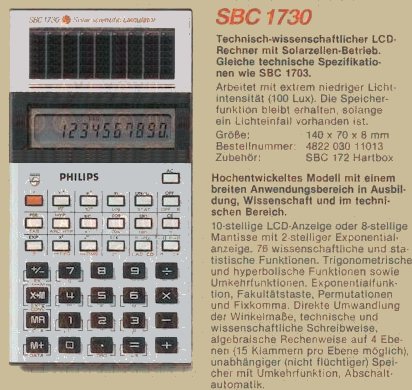 SBC 1730 Solar scientific calculator
1234567890.
PHILIPS
AC
+/- 7 8 9 ÷
X→M 4 5 6 ×
MR 1 2 3 −
M+ 0 · = +
DATA
SBC 1730
Technisch-wissenschaftlicher LCD-
Rechner mit Solarzellen-Betrieb.
Gleiche technische Spezifikatio-
nen wie SBC 1703.
Arbeitet mit extrem niedriger Licht-
intensität (100 Lux). Die Speicher-
funktion bleibt erhalten, solange
ein Lichteinfall vorhanden ist.
Größe: 140 x 70 x 8 mm
Bestellnummer: 4822 030 11013
Zubehör: SBC 172 Hartbox
Hochentwickeltes Modell mit einem
breiten Anwendungsbereich in Ausbil-
dung, Wissenschaft und im techni-
schen Bereich.
10-stellige LCD-Anzeige oder 8-stellige
Mantisse mit 2-stelliger Exponential-
anzeige. 76 wissenschaftliche und sta-
tistische Funktionen. Trigonometrische
und hyperbolische Funktionen sowie
Umkehrfunktionen. Exponentialfunk-
tion, Fakultätstaste, Permutationen
und Fixkomma. Direkte Umwandlung
der Winkelmaße, technische und
wissenschaftliche Schreibweise,
algebraische Rechenweise auf 4 Ebe-
nen (15 Klammern pro Ebene möglich),
unabhängiger (nicht flüchtiger) Spei-
cher mit Umkehrfunktion, Abschalt-
automatik.